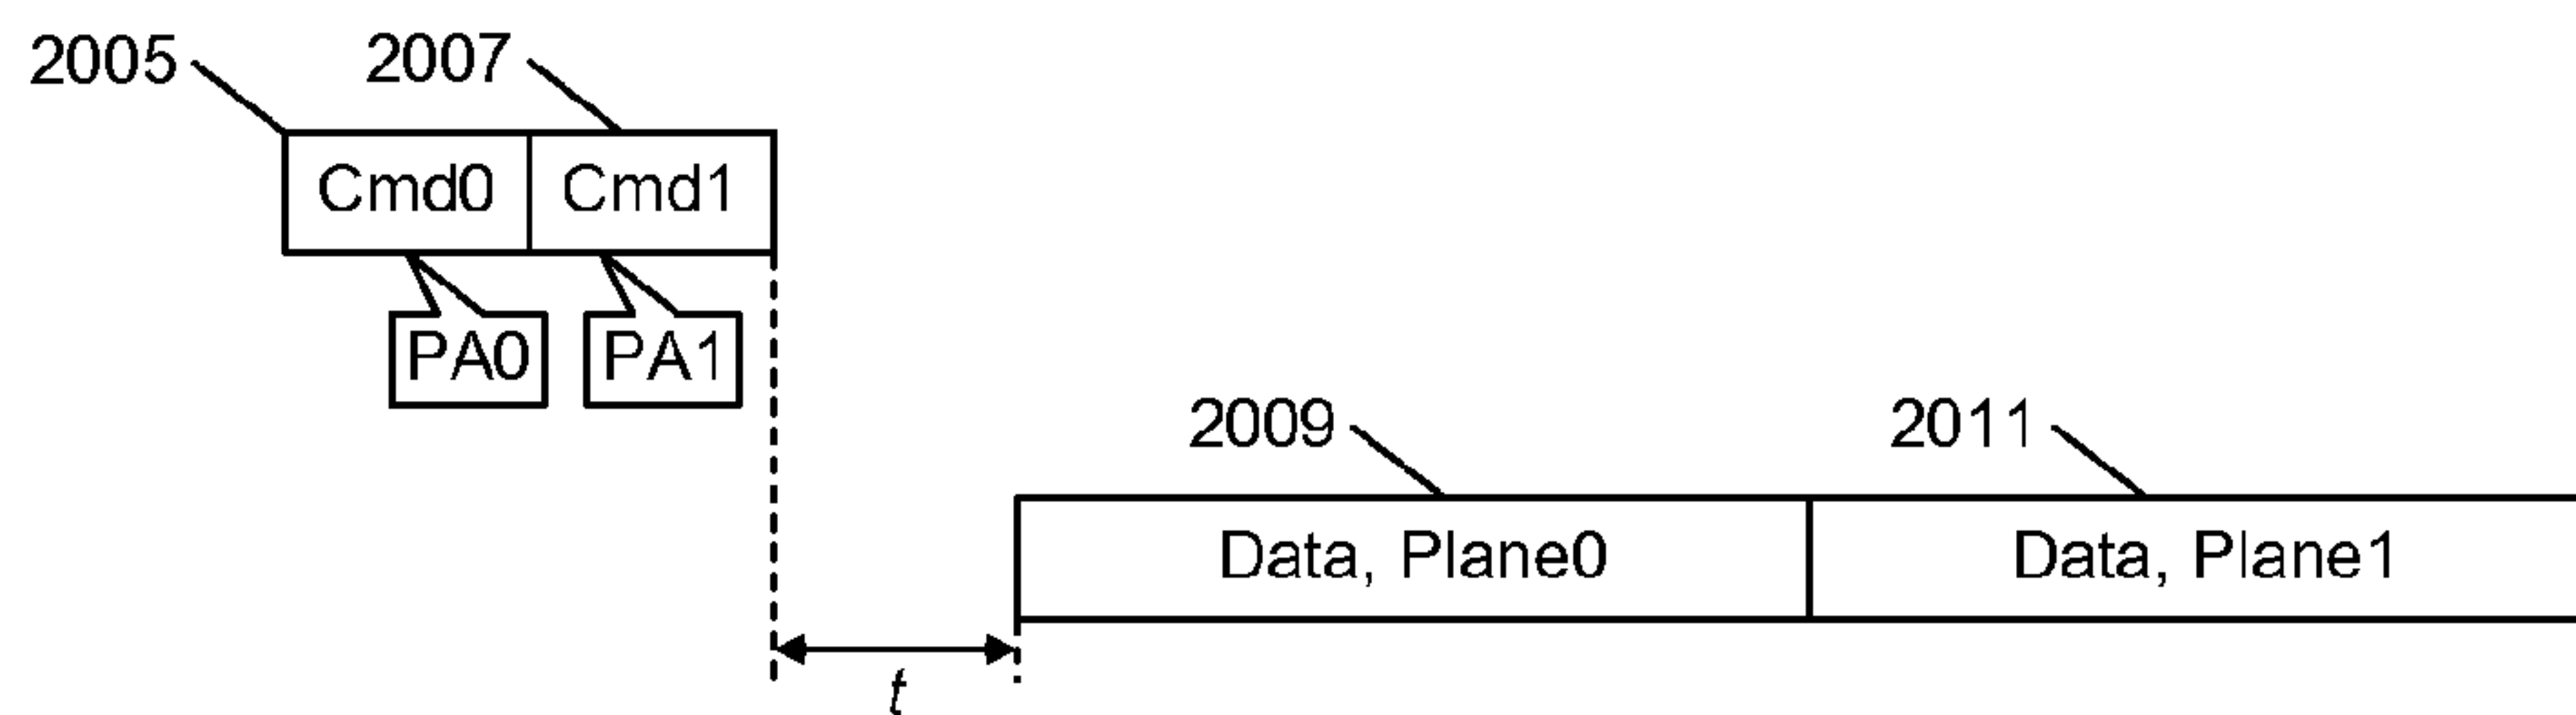 2005 2007
Cmd0 Cmd1
PA0 PA1
2009 2011
Data, Plane0 Data, Plane1
t